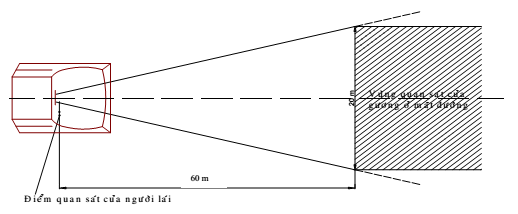 Vùng quan sát của
gương ở mặt đường
20 m
60 m
Điểm quan sát của người lái